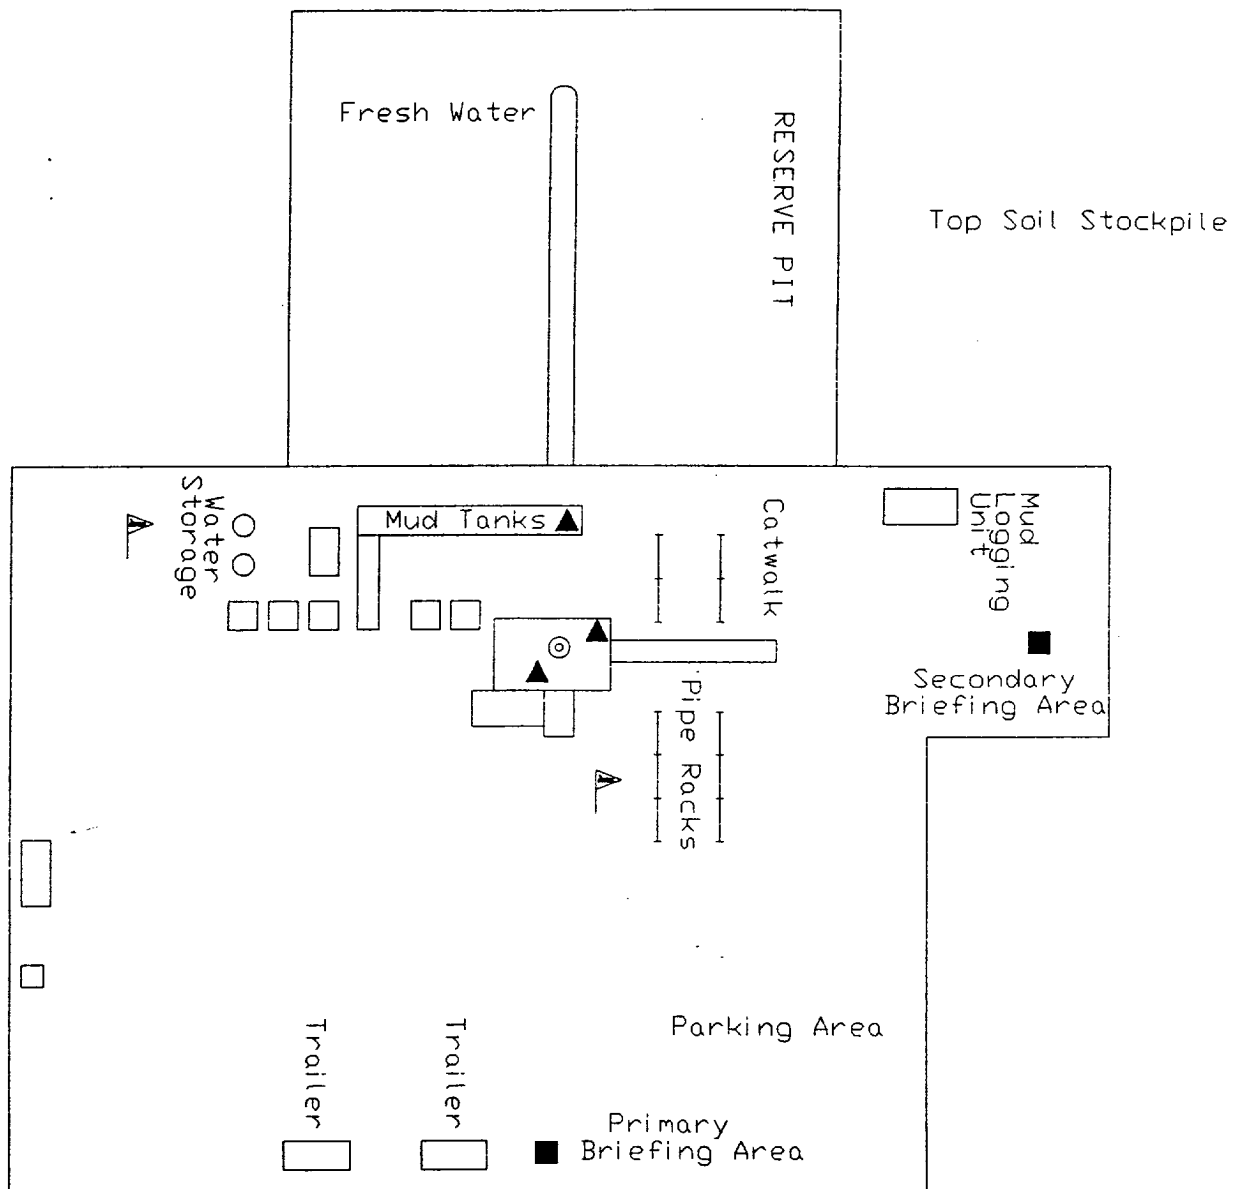 Fresh Water
RESERVE PIT
Top Soil Stockpile
Water
Storage
Mud Tanks
Catwalk
Mud
Logging
Unit
Secondary
Briefing Area
Pipe Racks
Parking Area
Trailer
Trailer
Primary
Briefing Area